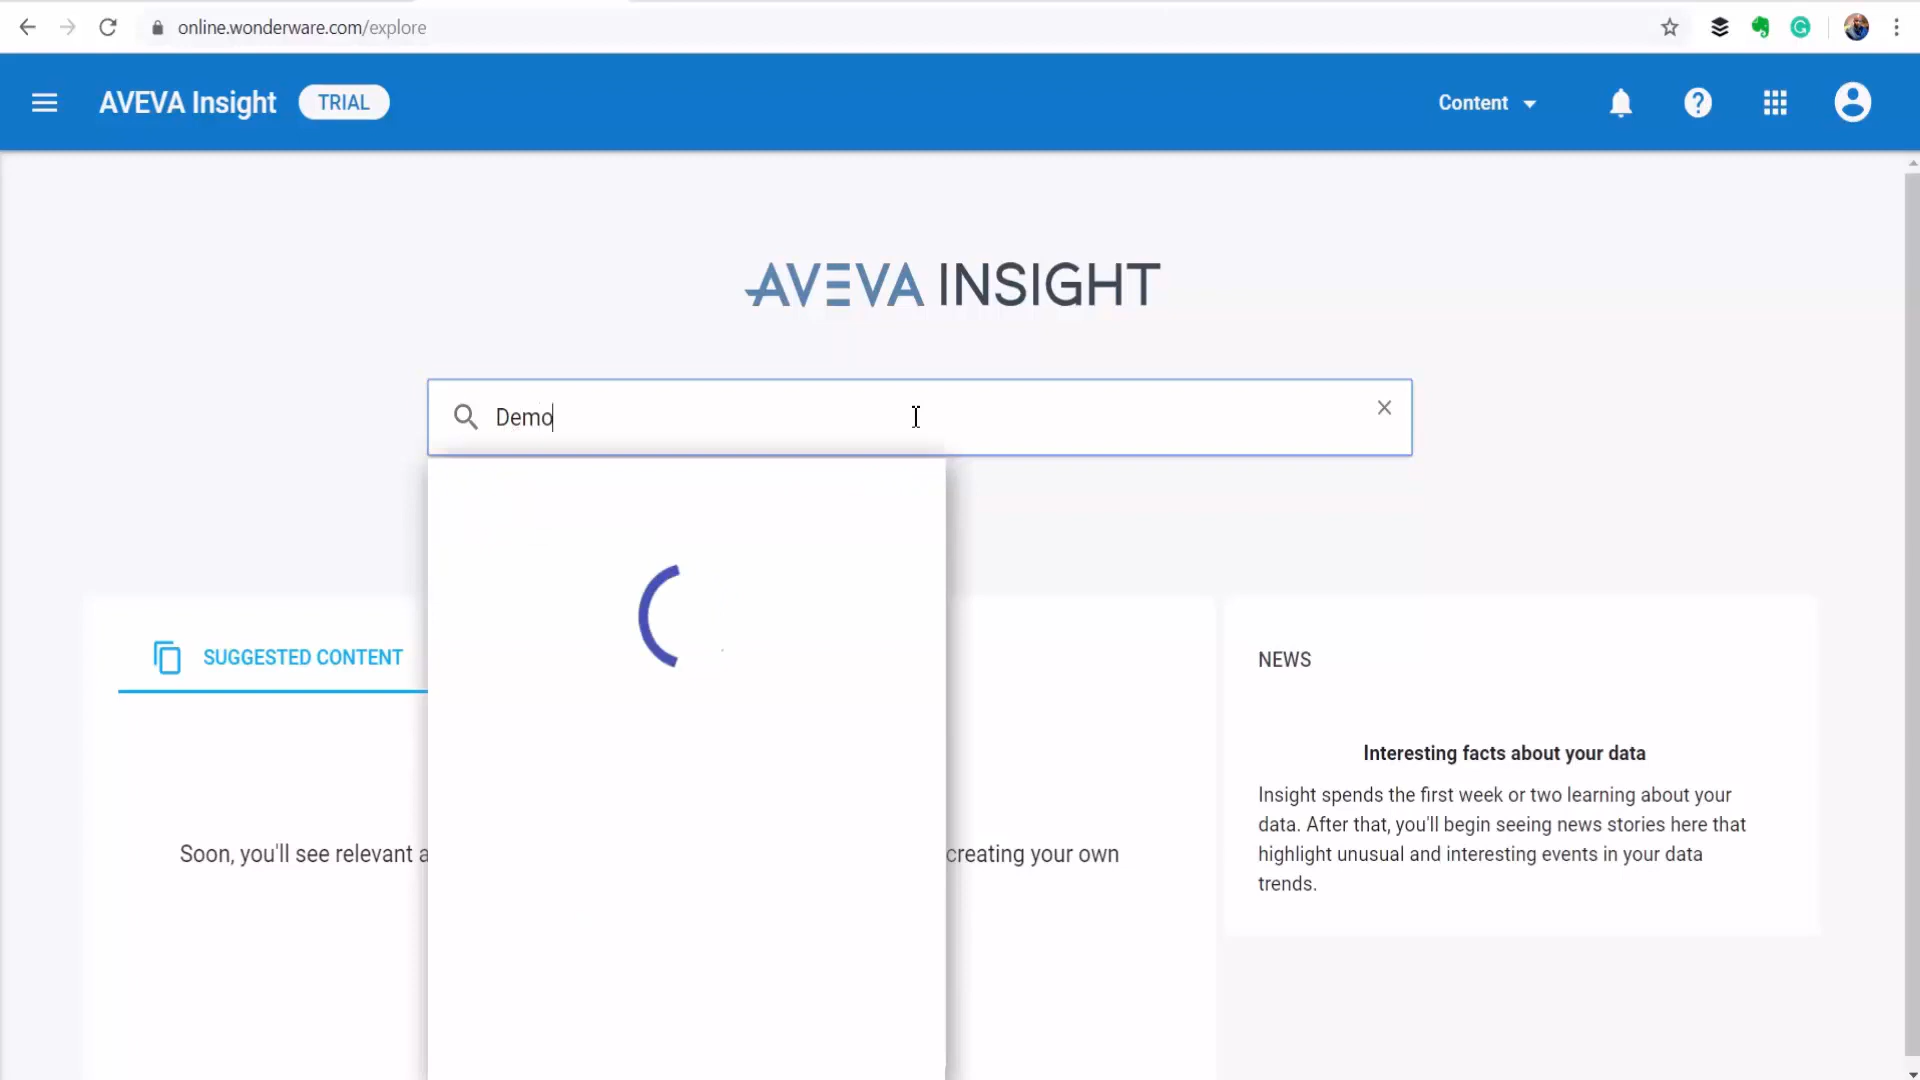 online.wonderware.com/explore
AVEVA Insight TRIAL Content
AVEVA INSIGHT
Demo
SUGGESTED CONTENT
NEWS
Interesting facts about your data
Insight spends the first week or two learning about your
data. After that, you'll begin seeing news stories here that
highlight unusual and interesting events in your data
trends.
Soon, you'll see relevant a creating your own